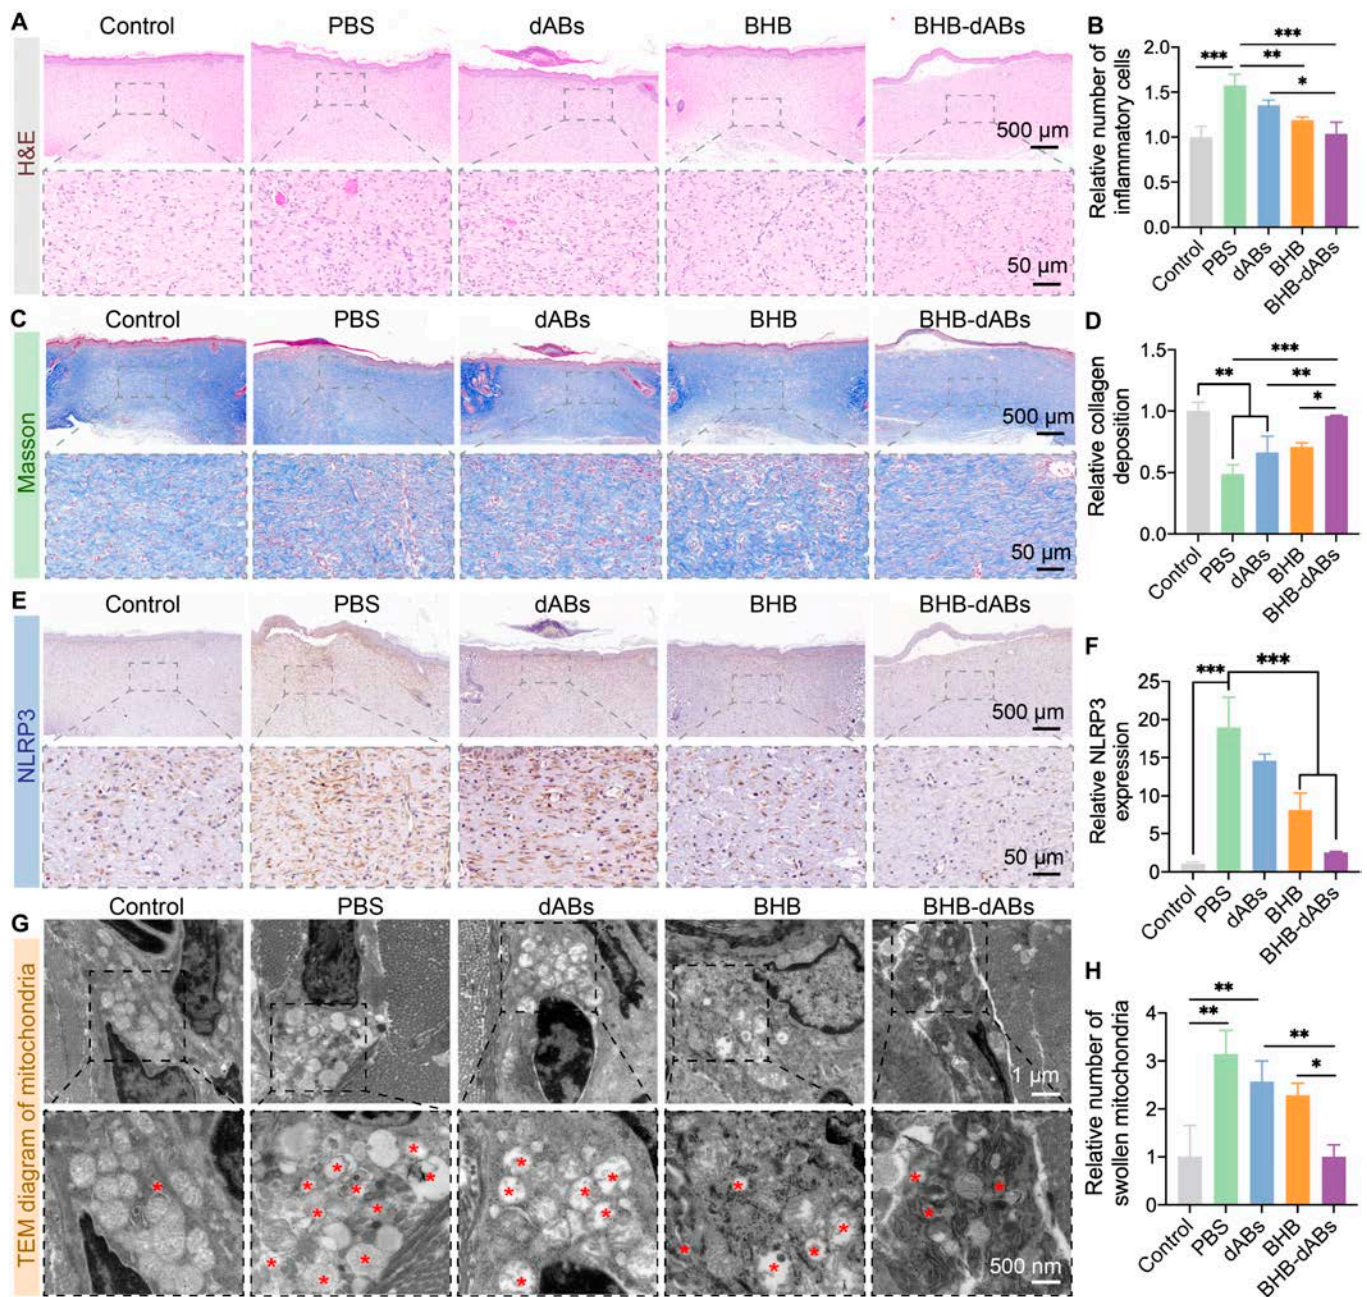 A
Control
PBS
dABs
BHB
BHB-dABs
H&E
500 µm
50 µm
B
Relative number of
inflammatory cells
2.0
1.5
1.0
0.5
0.0
***
***
**
*
Control
PBS
dABs
BHB
BHB-dABs
C
Control
PBS
dABs
BHB
BHB-dABs
Masson
500 µm
50 µm
D
Relative collagen
deposition
1.5
1.0
0.5
0.0
***
**
**
*
Control
PBS
dABs
BHB
BHB-dABs
E
Control
PBS
dABs
BHB
BHB-dABs
NLRP3
500 µm
50 µm
F
Relative NLRP3
expression
25
20
15
10
5
0
***
***
Control
PBS
dABs
BHB
BHB-dABs
G
Control
PBS
dABs
BHB
BHB-dABs
TEM diagram of mitochondria
1 µm
500 nm
H
Relative number of
swollen mitochondria
4
3
2
1
0
**
**
**
*
Control
PBS
dABs
BHB
BHB-dABs